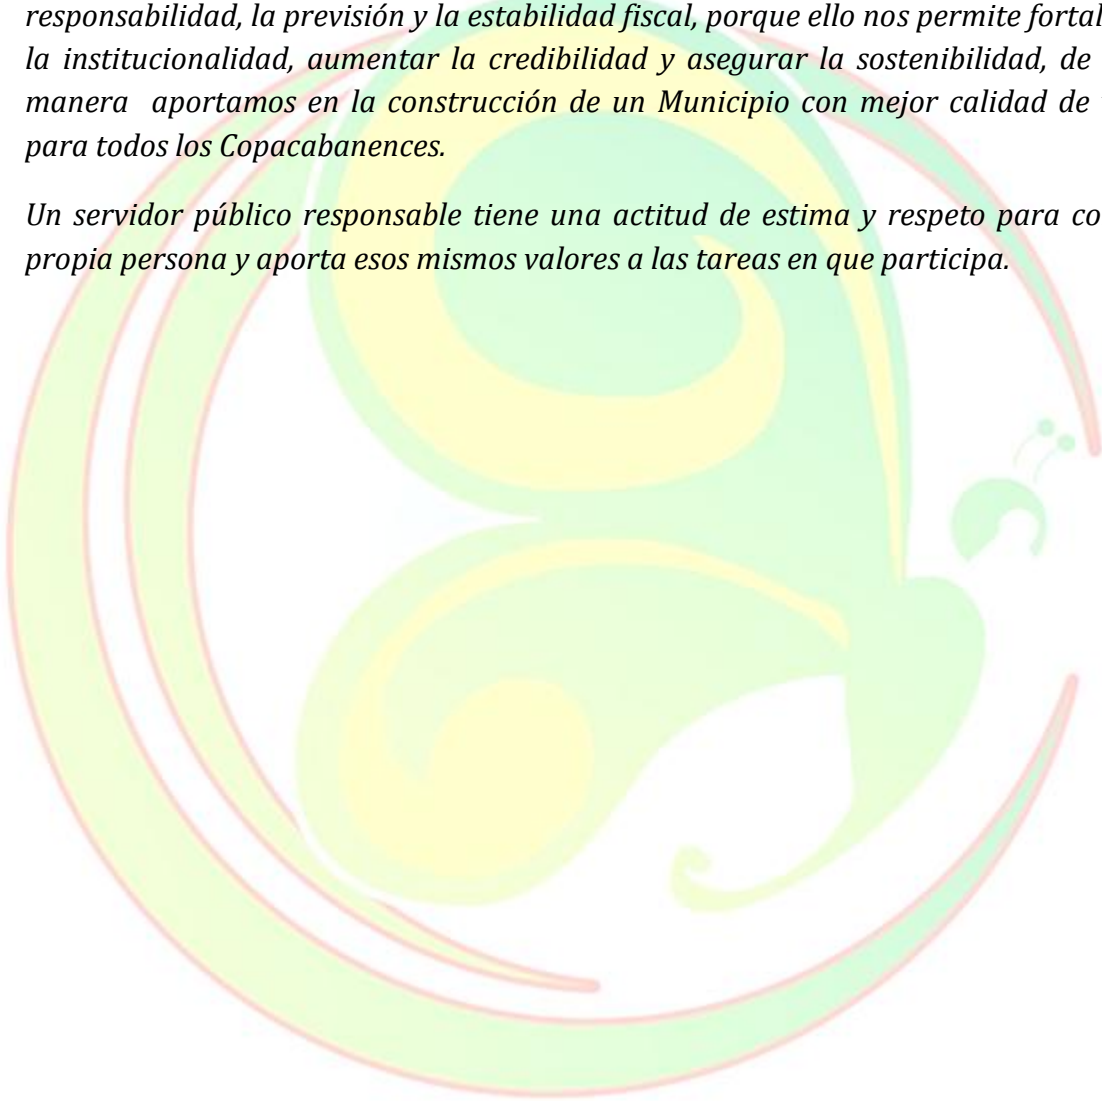 responsabilidad, la previsión y la estabilidad fiscal, porque ello nos permite fortal
la institucionalidad, aumentar la credibilidad y asegurar la sostenibilidad, de
manera aportamos en la construcción de un Municipio con mejor calidad de
para todos los Copacabanences.
Un servidor público responsable tiene una actitud de estima y respeto para co
propia persona y aporta esos mismos valores a las tareas en que participa.